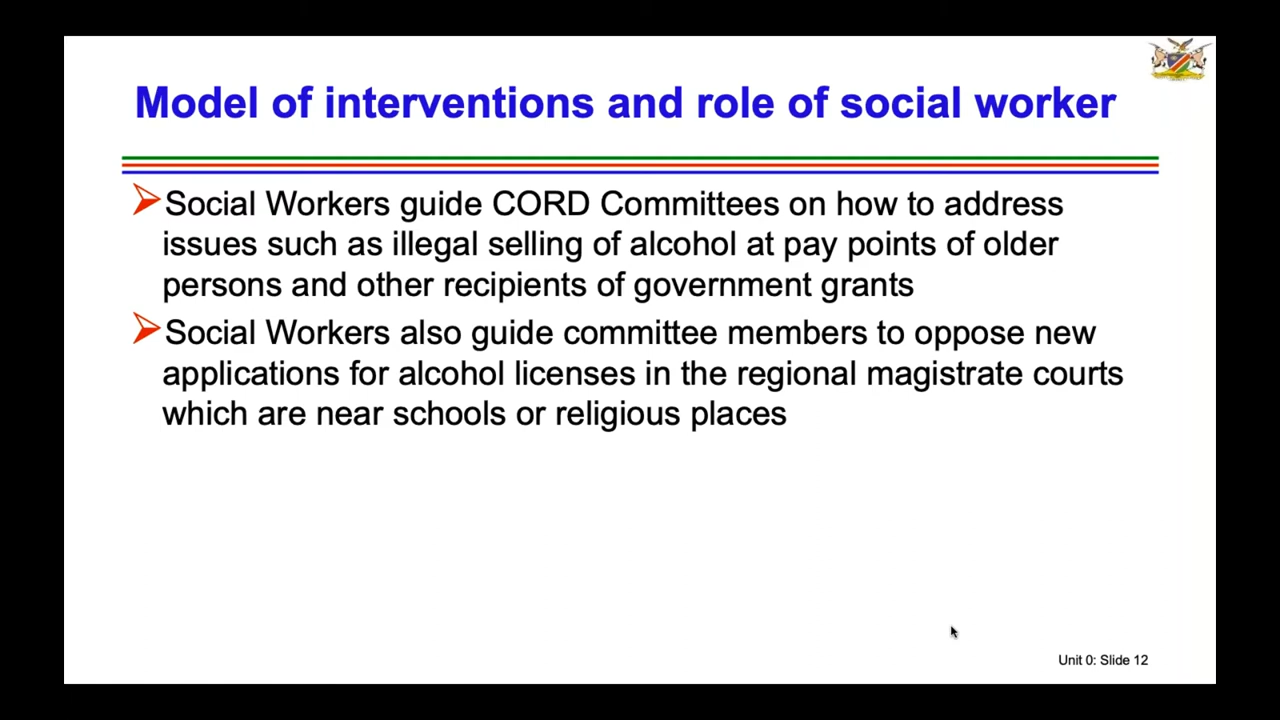 Model of interventions and role of social worker
Social Workers guide CORD Committees on how to address
issues such as illegal selling of alcohol at pay points of older
persons and other recipients of government grants
Social Workers also guide committee members to oppose new
applications for alcohol licenses in the regional magistrate courts
which are near schools or religious places
Unit 0: Slide 12